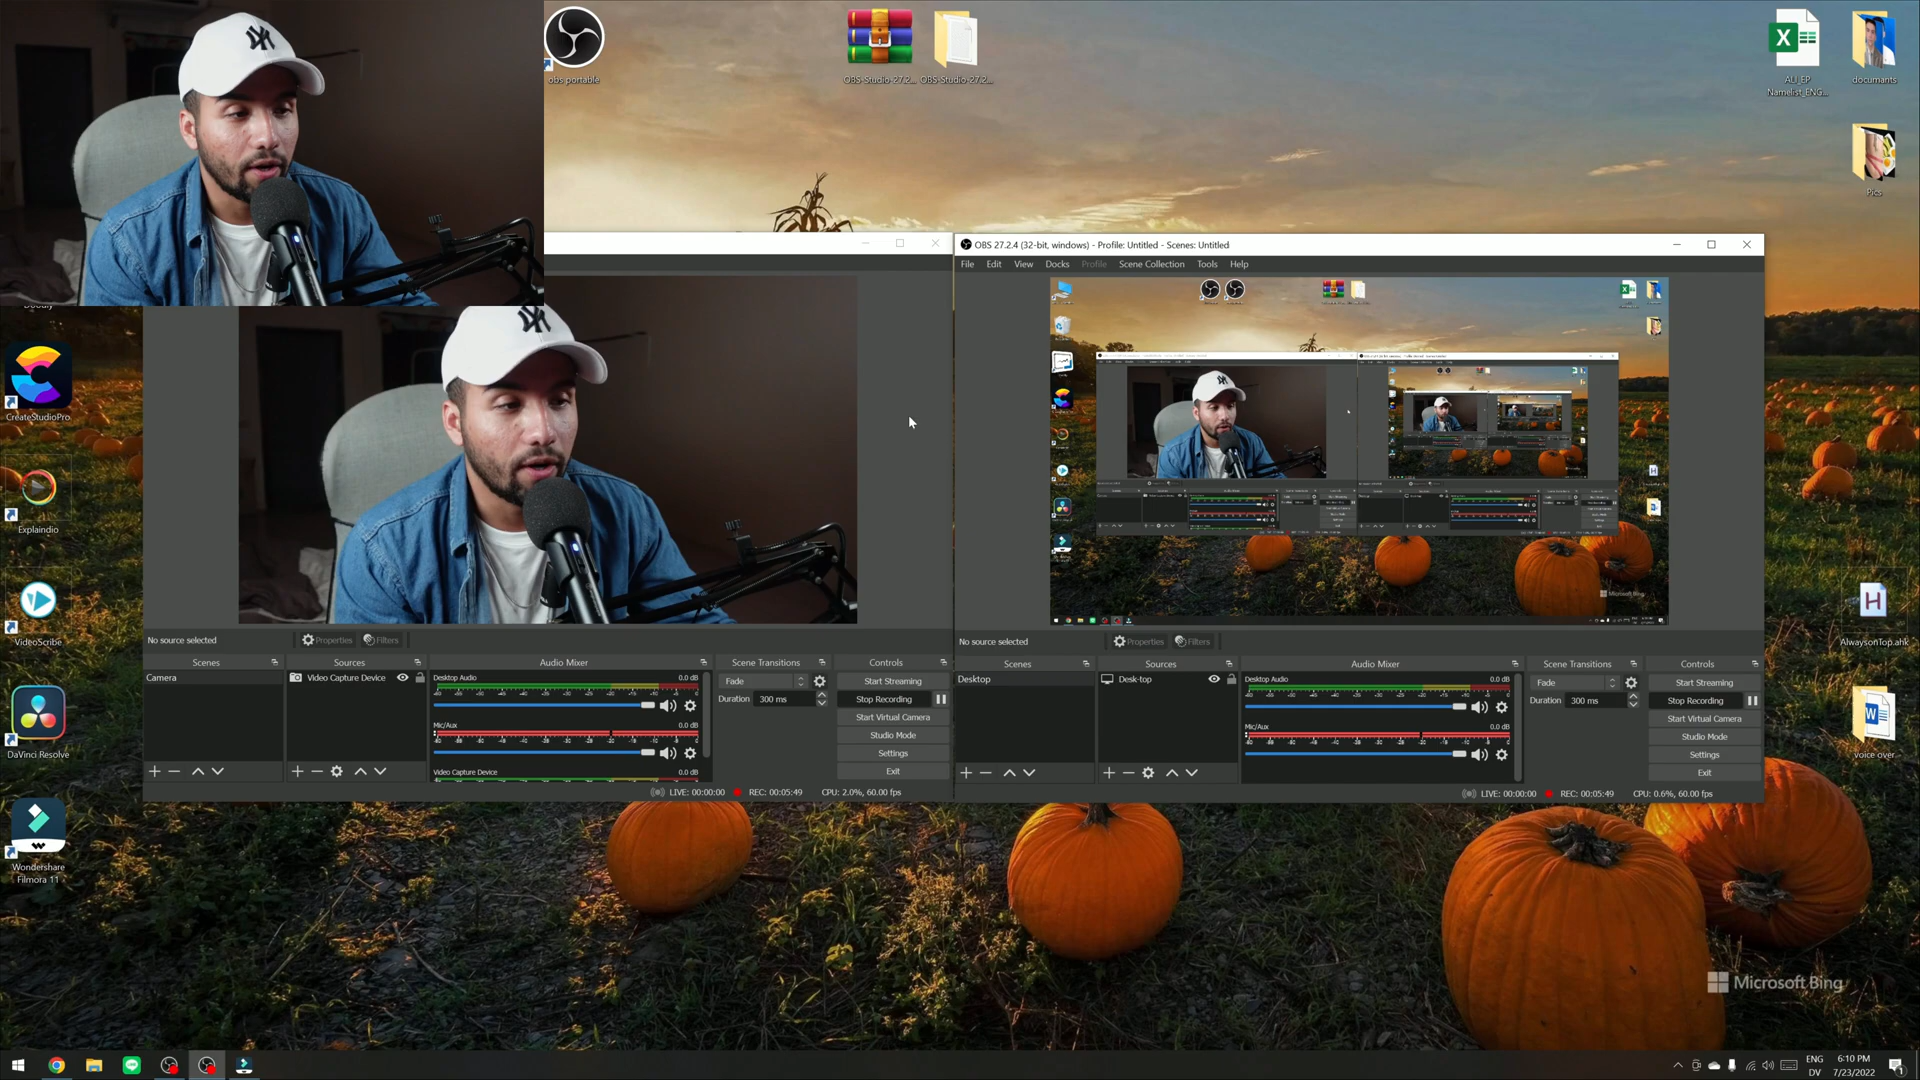 obs portable
OBS-Studio-27.2...
OBS-Studio-27.2...
ALI_EP
Namelist_ENG...
documants
Pics
OBS 27.2.4 (32-bit, windows) - Profile: Untitled - Scenes: Untitled
File Edit View Docks Profile Scene Collection Tools Help
CreateStudioPro
Explaindio
VideoScribe
DaVinci Resolve
Wondershare
Filmora 11
AlwaysonTop.ahk
voice over
No source selected
Properties
Filters
Scenes
Sources
Audio Mixer
Scene Transitions
Controls
Camera
Video Capture Device
Desktop Audio
0.0 dB
Mic/Aux
0.0 dB
Video Capture Device
0.0 dB
Fade
Duration 300 ms
Start Streaming
Stop Recording
Start Virtual Camera
Studio Mode
Settings
Exit
LIVE: 00:00:00
REC: 00:05:49
CPU: 2.0%, 60.00 fps
No source selected
Properties
Filters
Scenes
Sources
Audio Mixer
Scene Transitions
Controls
Desktop
Desk-top
Desktop Audio
0.0 dB
Mic/Aux
0.0 dB
Fade
Duration 300 ms
Start Streaming
Stop Recording
Start Virtual Camera
Studio Mode
Settings
Exit
LIVE: 00:00:00
REC: 00:05:49
CPU: 0.6%, 60.00 fps
Microsoft Bing
Microsoft Bing
ENG
DV
6:10 PM
7/23/2022